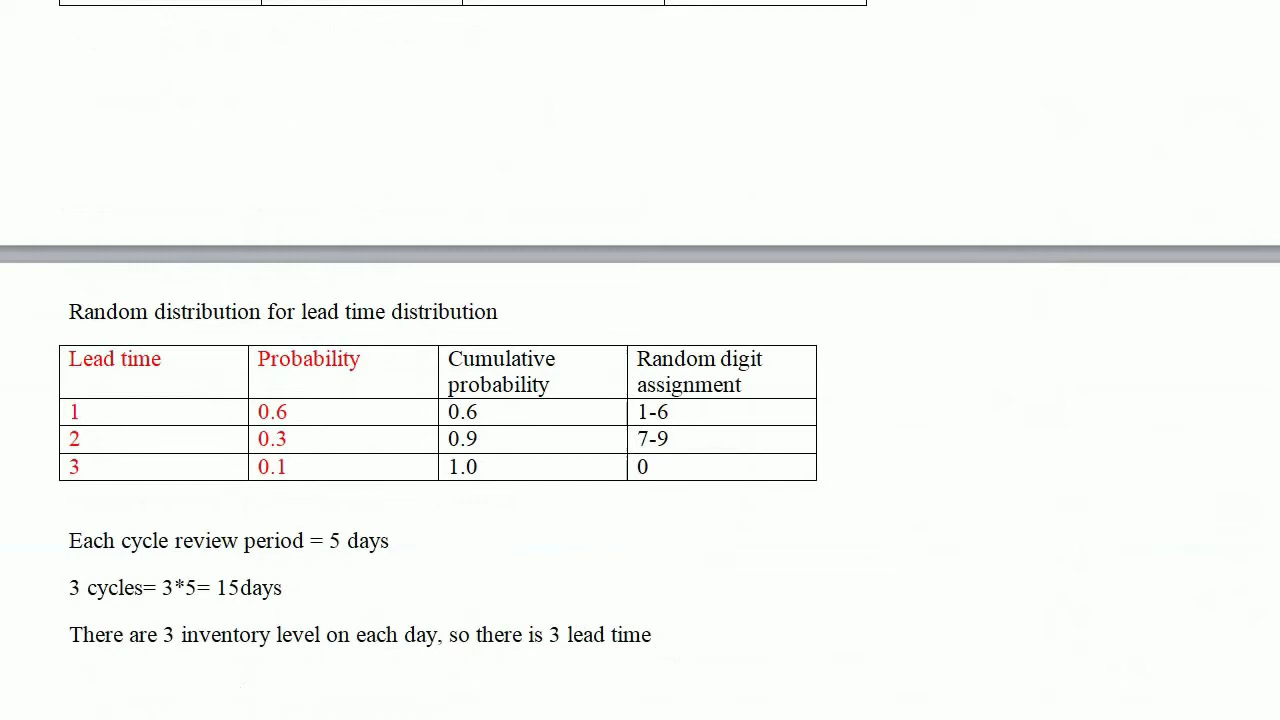 Random distribution for lead time distribution
Lead time Probability Cumulative probability Random digit assignment
1 0.6 0.6 1-6
2 0.3 0.9 7-9
3 0.1 1.0 0
Each cycle review period = 5 days
3 cycles= 3*5= 15days
There are 3 inventory level on each day, so there is 3 lead time